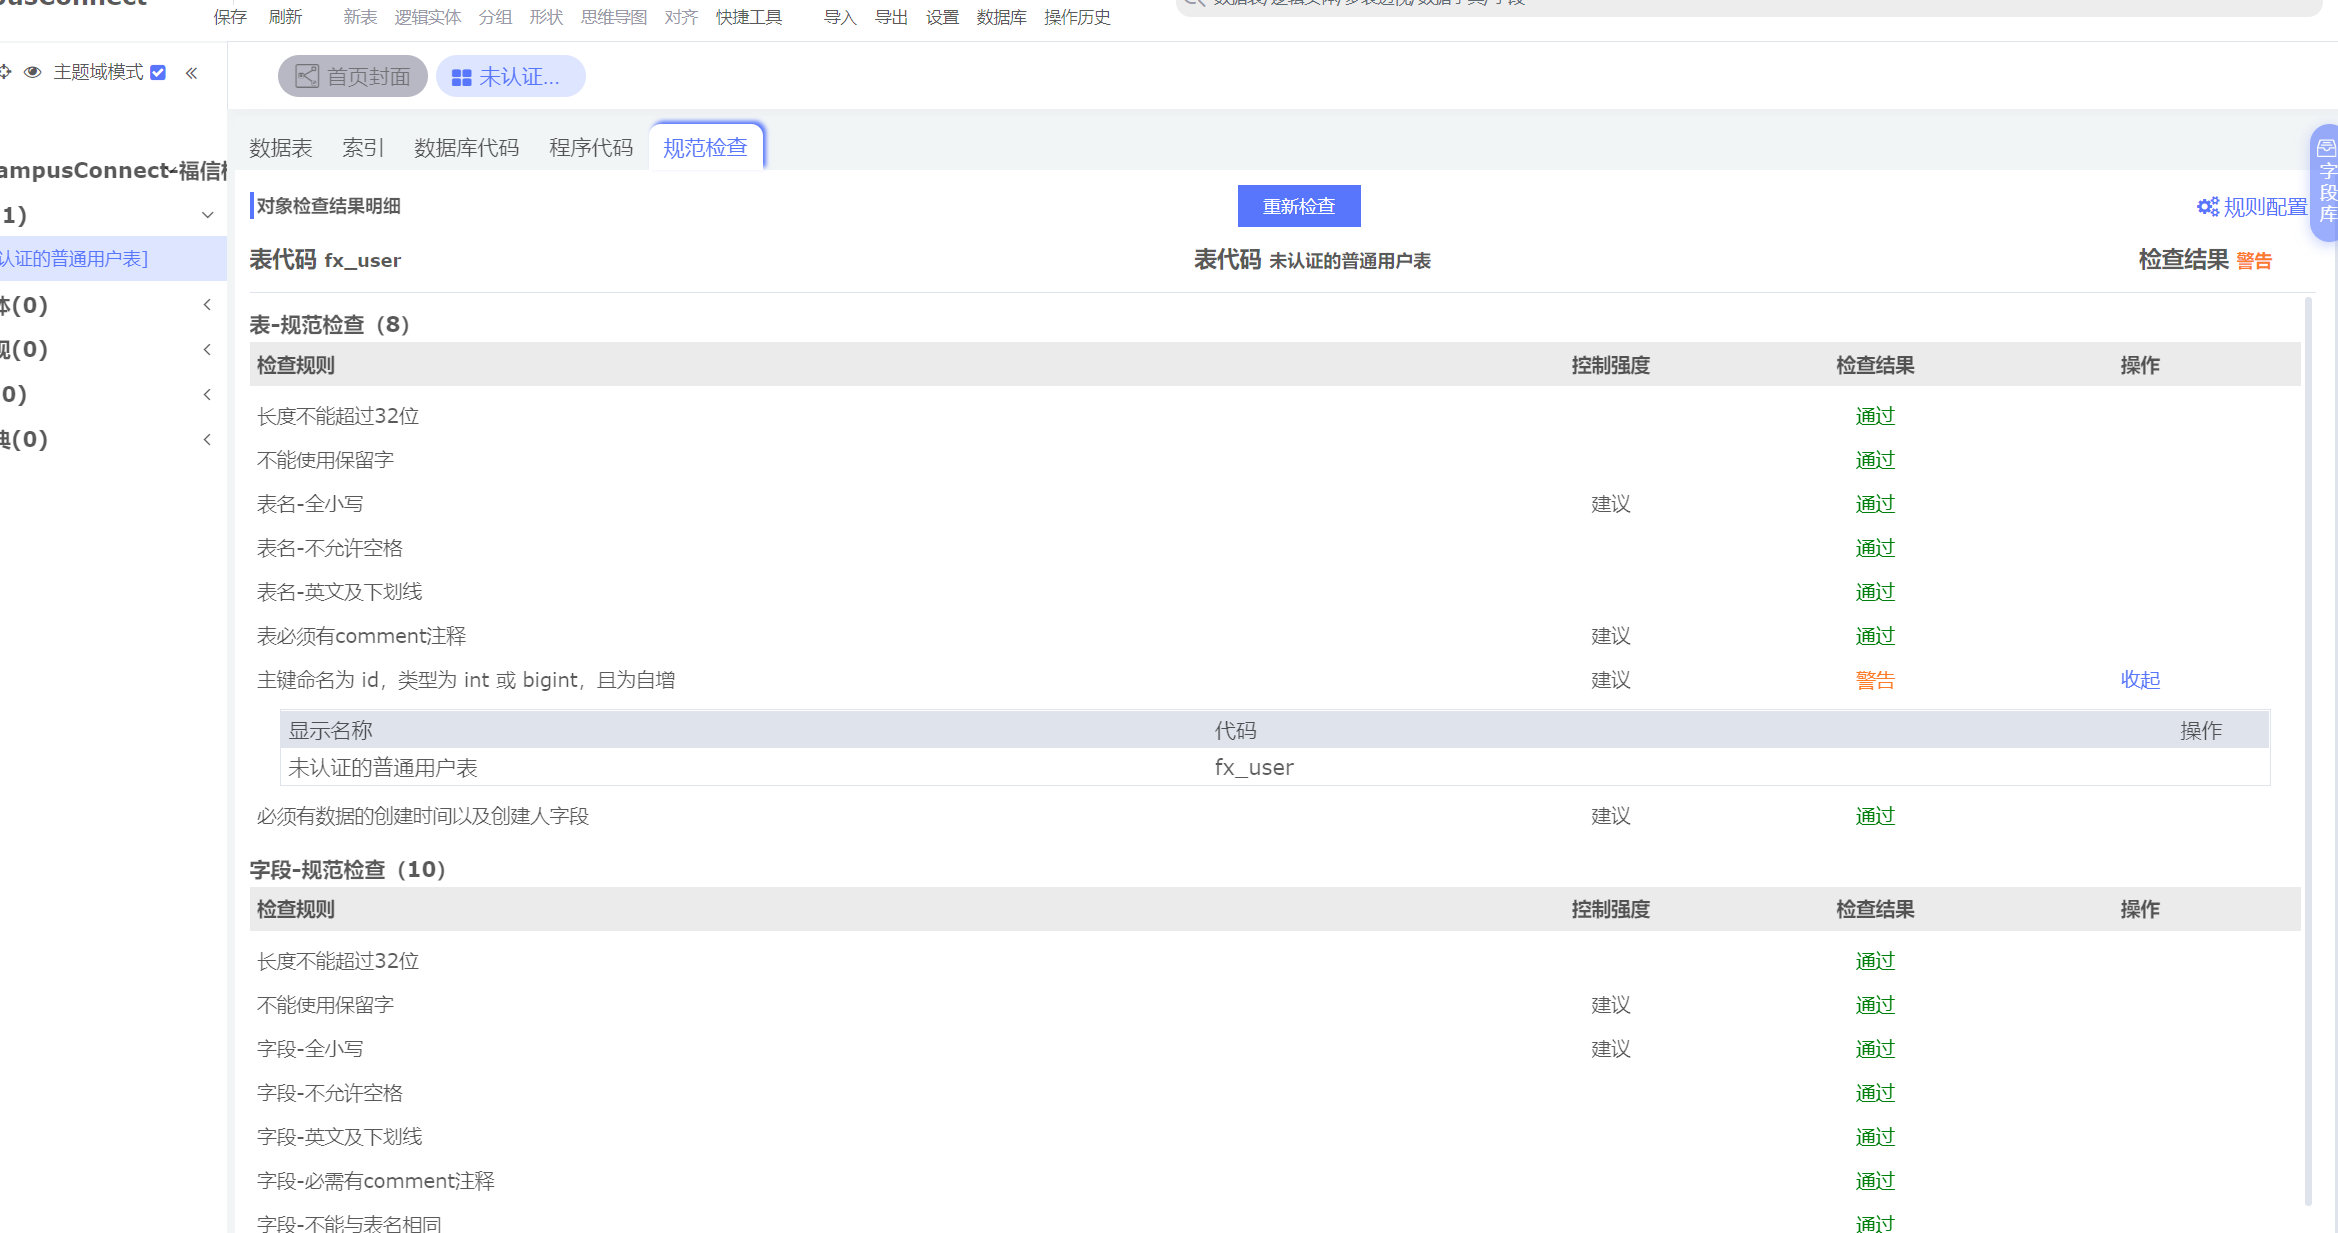 保存 刷新 新表 逻辑实体 分组 形状 思维导图 对齐 快捷工具 导入 导出 设置 数据库 操作历史
主题域模式
首页封面 未认证...
数据表 索引 数据库代码 程序代码 规范检查
字段库
ampusConnect-福信
1)
认证的普通用户表]
(0)
(0)
0)
(0)
对象检查结果明细 重新检查 规则配置
表代码 fx_user 表代码 未认证的普通用户表 检查结果 警告
表-规范检查（8）
检查规则 控制强度 检查结果 操作
长度不能超过32位 通过
不能使用保留字 通过
表名-全小写 建议 通过
表名-不允许空格 通过
表名-英文及下划线 通过
表必须有comment注释 建议 通过
主键命名为 id，类型为 int 或 bigint，且为自增 建议 警告 收起
显示名称 代码 操作
未认证的普通用户表 fx_user
必须有数据的创建时间以及创建人字段 建议 通过
字段-规范检查（10）
检查规则 控制强度 检查结果 操作
长度不能超过32位 通过
不能使用保留字 建议 通过
字段-全小写 建议 通过
字段-不允许空格 通过
字段-英文及下划线 通过
字段-必需有comment注释 通过
字段-不能与表名相同 通过